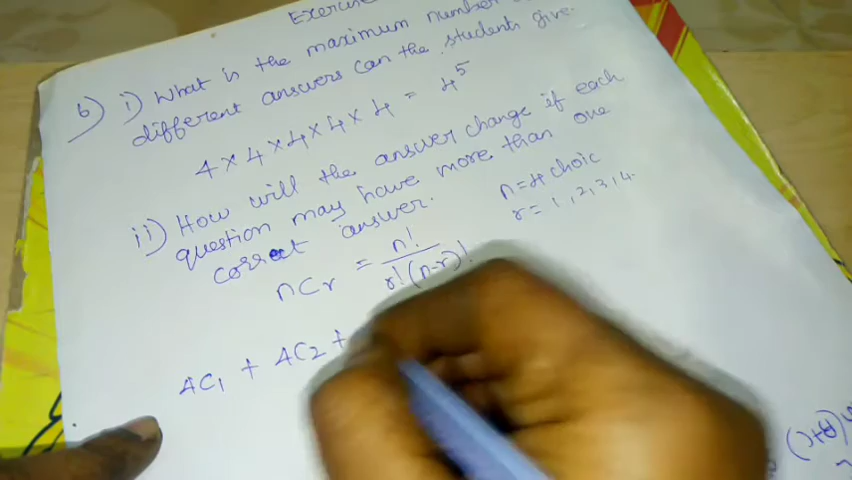 Exercise
6) i) What is the maximum number
different answers can the students give.
4 × 4 × 4 × 4 × 4 = 4⁵
ii) How will the answer change if each
question may have more than one
correct answer.
n = 4 choic
r = 1, 2, 3, 4.
nCr = n! / r!(n-r)!
4C₁ + 4C₂ +